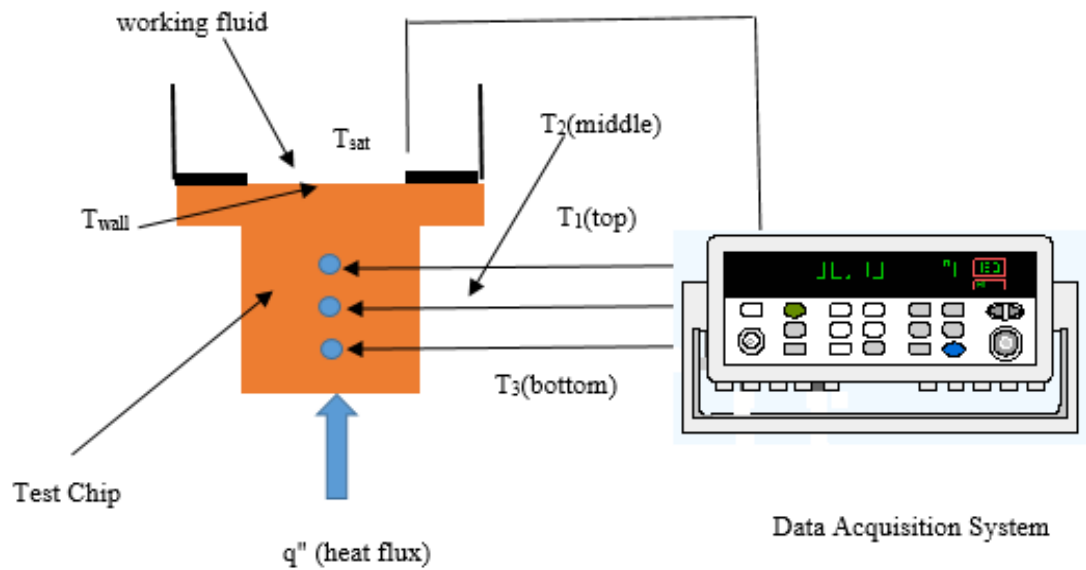 working fluid
T₂(middle)
Tsat
Twall
T₁(top)
T₃(bottom)
Test Chip
q" (heat flux)
Data Acquisition System